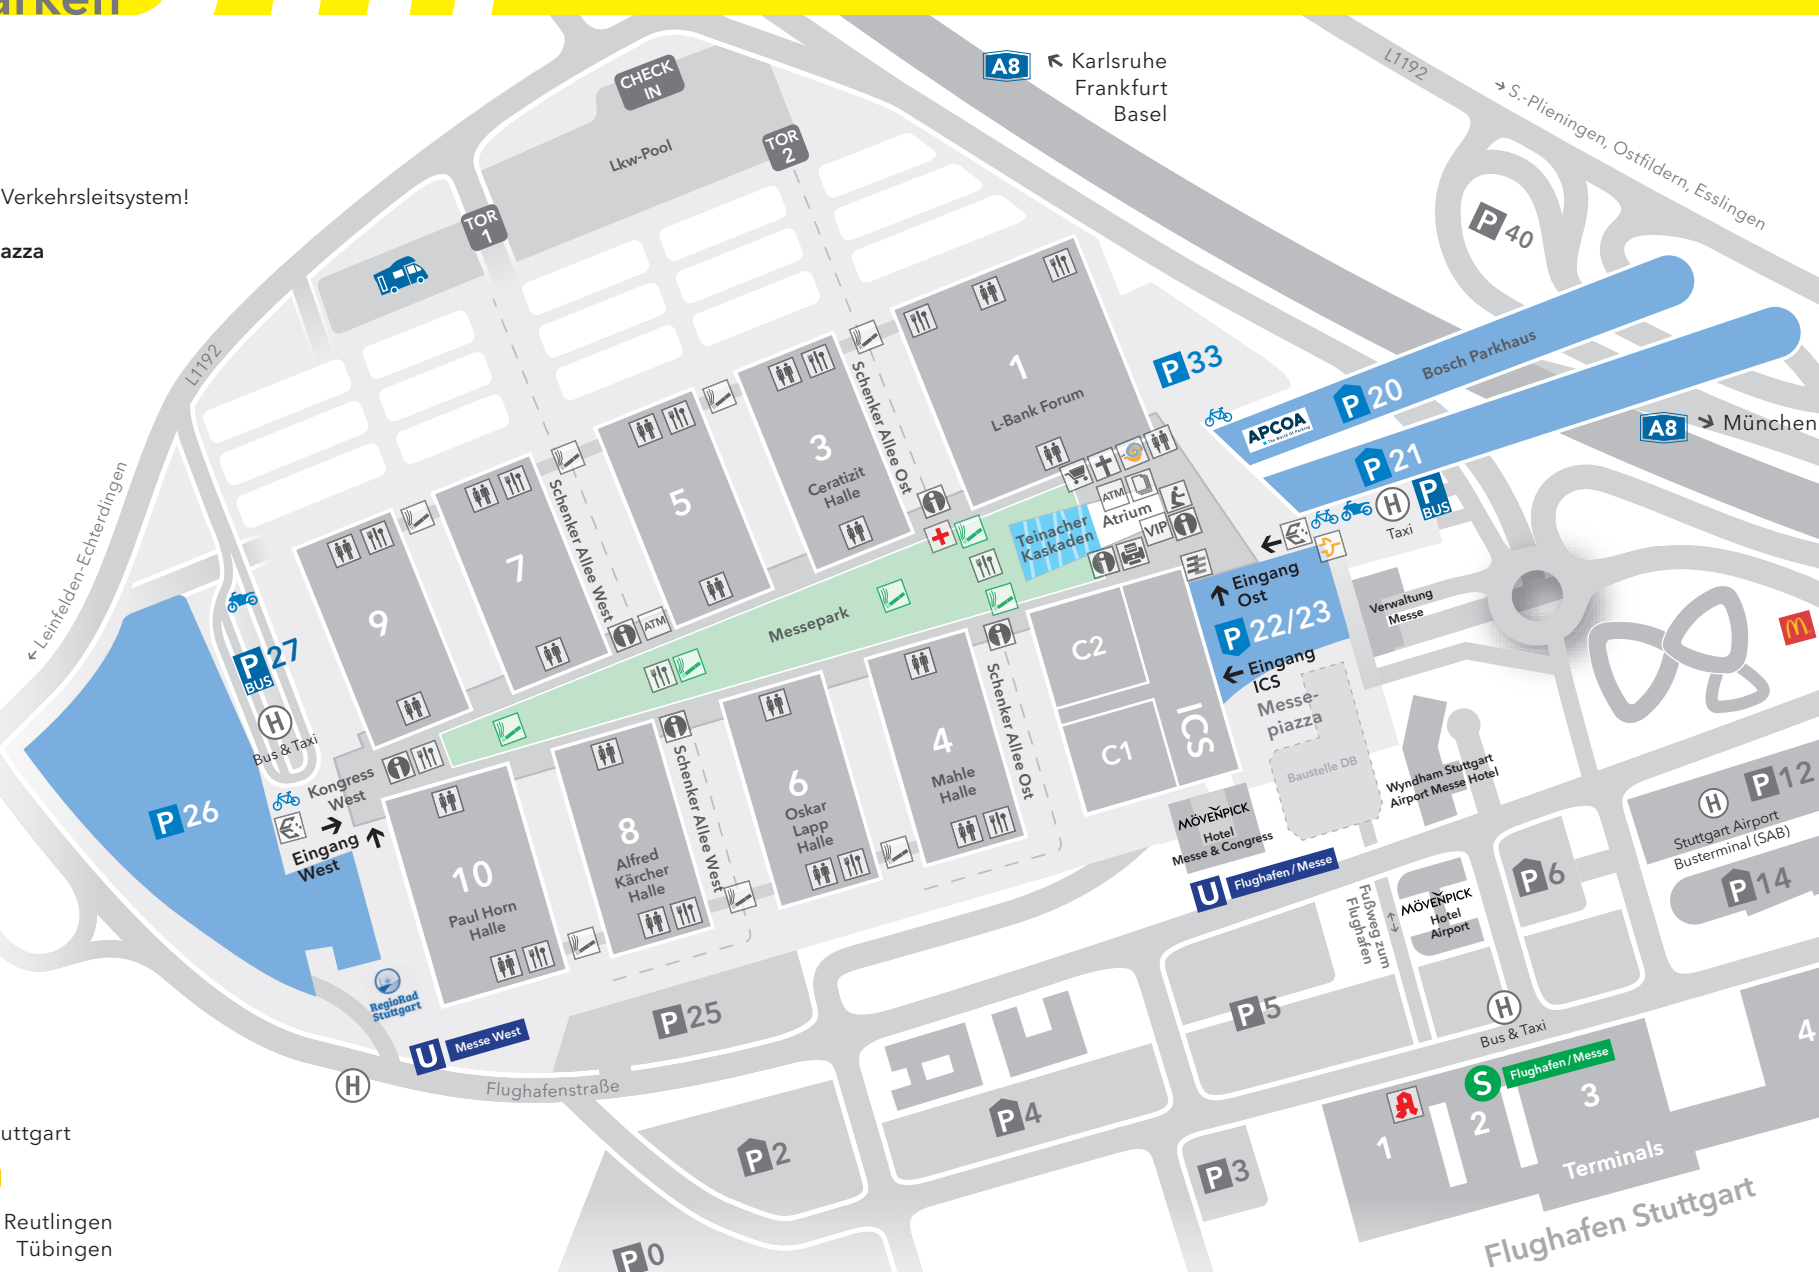 arken
Verkehrsleitsystem!
azza
uttgart
Reutlingen
Tübingen
A8
Karlsruhe
Frankfurt
Basel
L1192
S.-Plieningen, Ostfildern, Esslingen
CHECK
IN
Lkw-Pool
TOR
2
TOR
1
L1192
Leinfelden-Echterdingen
P 40
P 33
Bosch Parkhaus
P 20
APCOA
P 21
A8
München
1
L-Bank Forum
3
Ceratizit
Halle
5
7
9
Schenker Allee Ost
Schenker Allee West
ATM
ATM
Atrium
VIP
Teinacher
Kaskaden
Messepark
H
Taxi
P
BUS
Eingang
Ost
P 22/23
Eingang
ICS
Verwaltung
Messe
Messe-
piazza
Baustelle DB
Wyndham Stuttgart
Airport Messe Hotel
C2
C1
ICS
P 27
BUS
H
Bus & Taxi
P 26
Kongress
West
Eingang
West
10
Paul Horn
Halle
8
Alfred
Kärcher
Halle
6
Oskar
Lapp
Halle
4
Mahle
Halle
Schenker Allee West
Schenker Allee Ost
MÖVENPICK
Hotel
Messe & Congress
U Flughafen/Messe
Fußweg zum
Flughafen
MÖVENPICK
Hotel
Airport
P 6
P 12
H
Stuttgart Airport
Busterminal (SAB)
P 14
RegioRad
Stuttgart
U Messe West
H
Flughafenstraße
P 25
P 5
P 4
P 2
P 3
P 0
H
Bus & Taxi
S Flughafen/Messe
1
2
3
4
Terminals
Flughafen Stuttgart